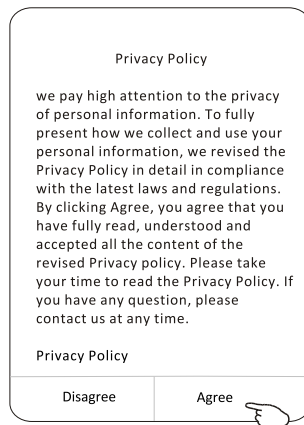 Privacy Policy
we pay high attention to the privacy
of personal information. To fully
present how we collect and use your
personal information, we revised the
Privacy Policy in detail in compliance
with the latest laws and regulations.
By clicking Agree, you agree that you
have fully read, understood and
accepted all the content of the
revised Privacy policy. Please take
your time to read the Privacy Policy. If
you have any question, please
contact us at any time.
Privacy Policy
Disagree Agree